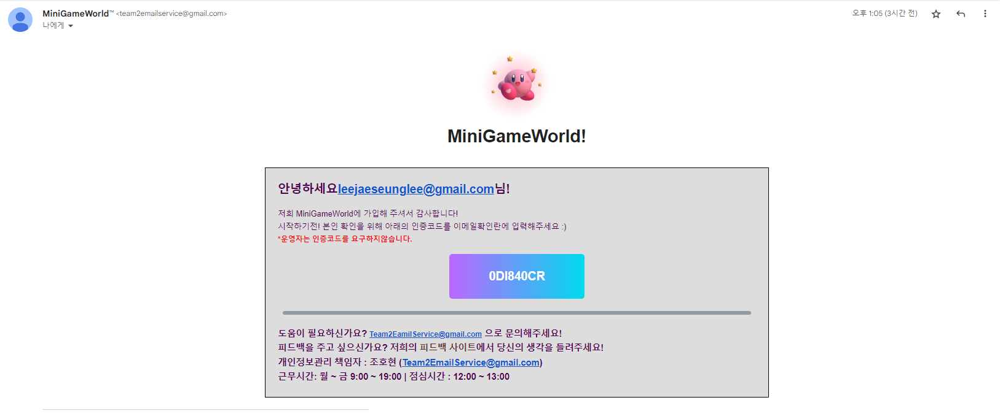 MiniGameWorld™ <team2emailservice@gmail.com>
오후 1:05 (3시간 전)
나에게
MiniGameWorld!
안녕하세요leejaeseunglee@gmail.com님!
저희 MiniGameWorld에 가입해 주셔서 감사합니다!
시작하기전! 본인 확인을 위해 아래의 인증코드를 이메일확인란에 입력해주세요 :)
*운영자는 인증코드를 요구하지않습니다.
0DI840CR
도움이 필요하신가요? Team2EamilService@gmail.com 으로 문의해주세요!
피드백을 주고 싶으신가요? 저희의 피드백 사이트에서 당신의 생각을 들려주세요!
개인정보관리 책임자 : 조호현 (Team2EmailService@gmail.com)
근무시간: 월 ~ 금 9:00 ~ 19:00 | 점심시간 : 12:00 ~ 13:00